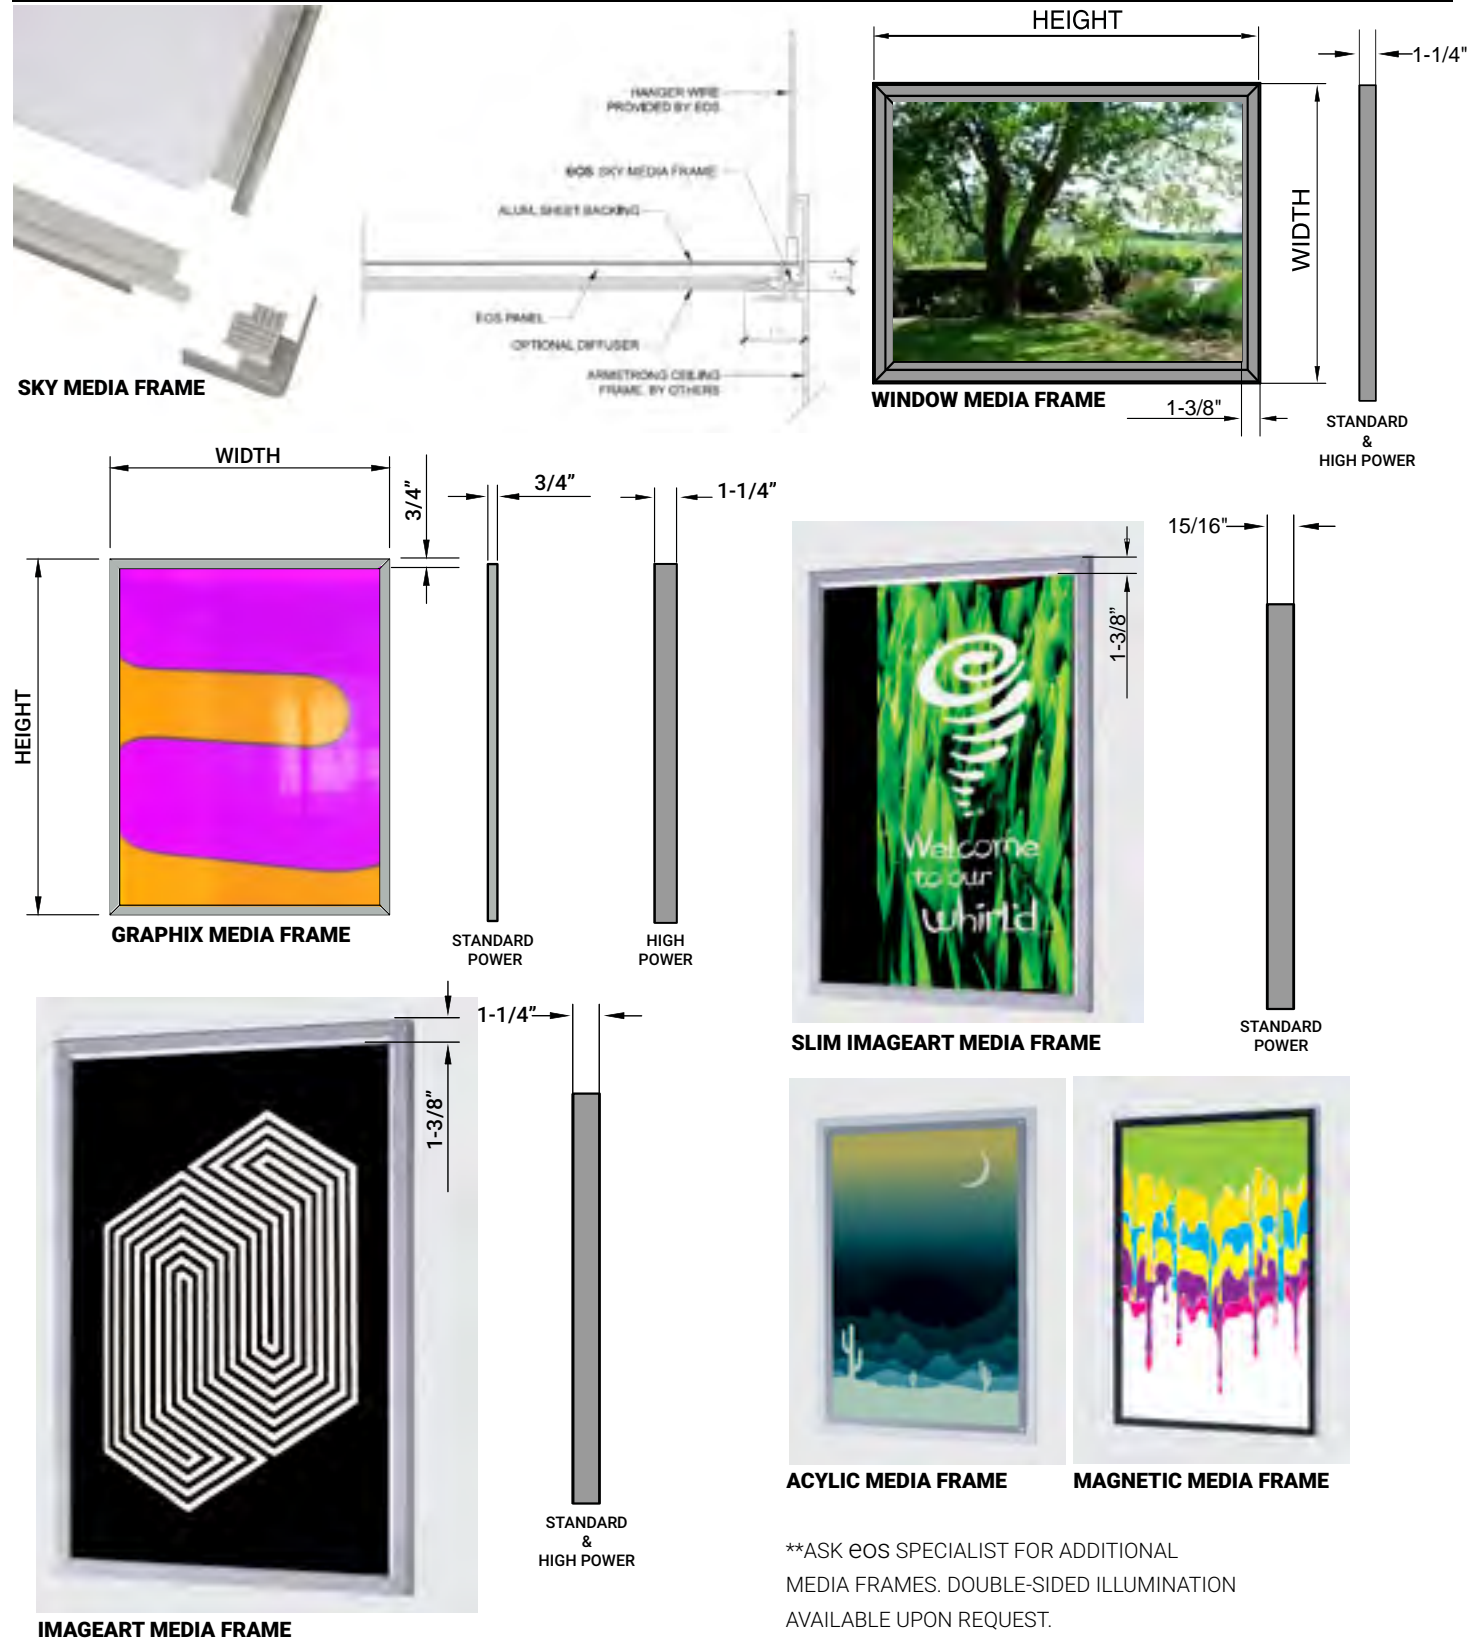 HANGER WIRE
PROVIDED BY EOS
EOS SKY MEDIA FRAME
ALUM. SHEET BACKING
EOS PANEL
OPTIONAL DIFFUSER
ARMSTRONG CEILING
FRAME, BY OTHERS
SKY MEDIA FRAME
HEIGHT
1-1/4"
WIDTH
WINDOW MEDIA FRAME
1-3/8"
STANDARD
&
HIGH POWER
WIDTH
3/4”
3/4”
1-1/4”
HEIGHT
GRAPHIX MEDIA FRAME
STANDARD
POWER
HIGH
POWER
15/16"
1-3/8”
Welcome
to our
whirl'd
SLIM IMAGEART MEDIA FRAME
STANDARD
POWER
1-1/4”
1-3/8”
STANDARD
&
HIGH POWER
IMAGEART MEDIA FRAME
ACYLIC MEDIA FRAME
MAGNETIC MEDIA FRAME
**ASK eos SPECIALIST FOR ADDITIONAL
MEDIA FRAMES. DOUBLE-SIDED ILLUMINATION
AVAILABLE UPON REQUEST.